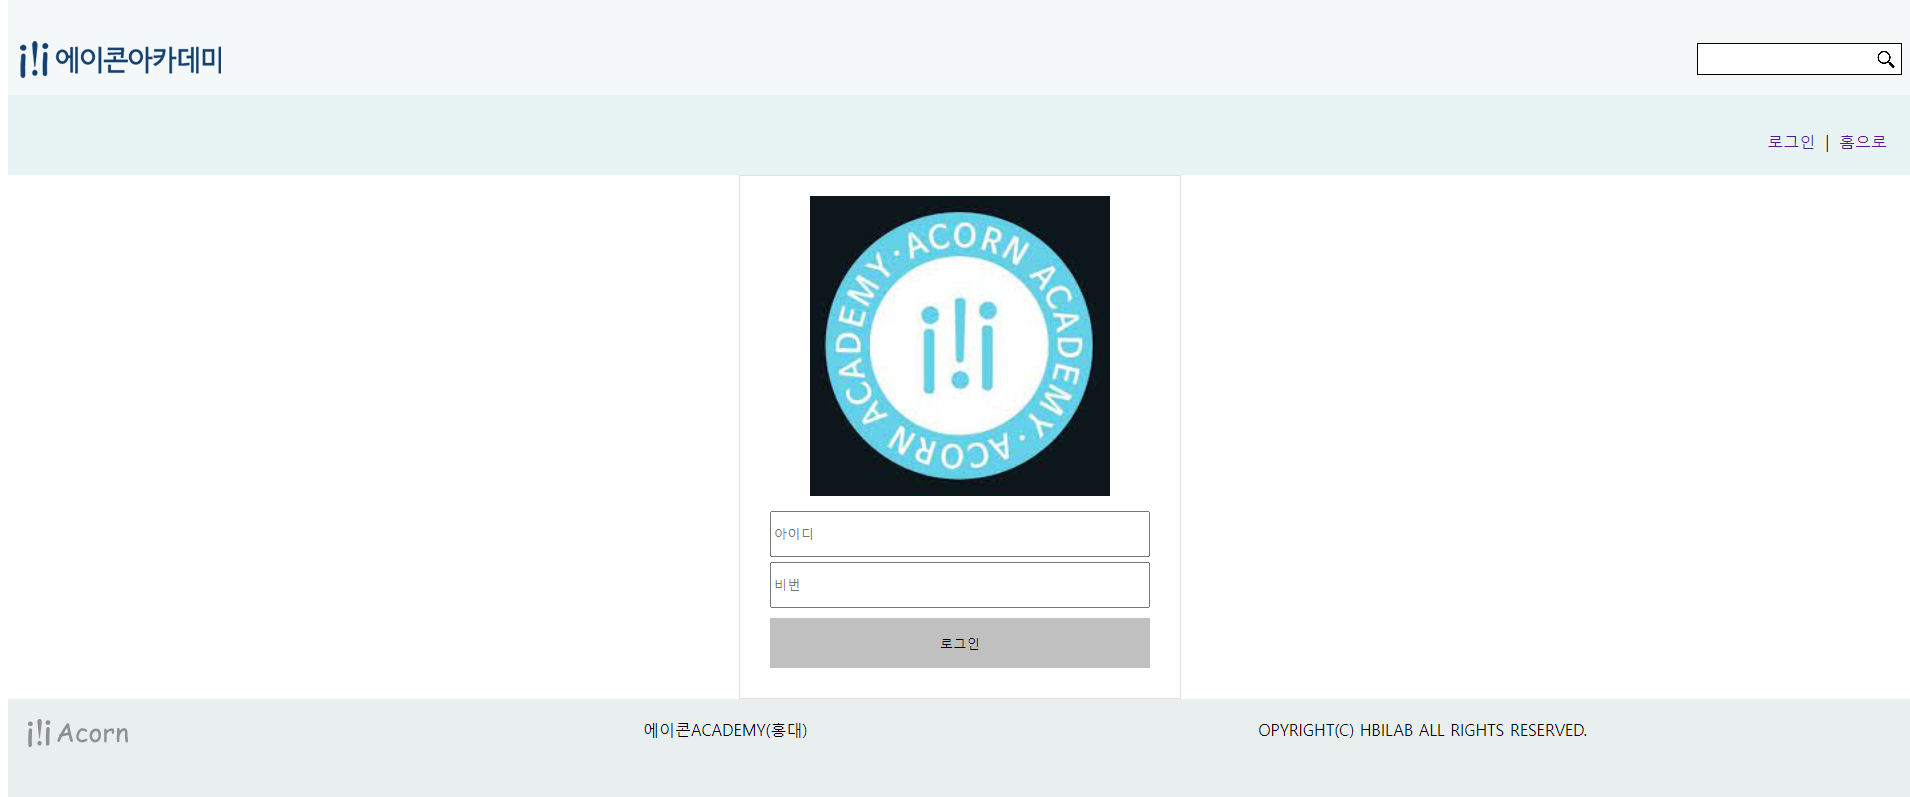 에이콘아카데미
로그인 | 홈으로
ACORN ACADEMY·ACORN ACADEMY·
아이디
비번
로그인
Acorn
에이콘ACADEMY(홍대)
OPYRIGHT(C) HBILAB ALL RIGHTS RESERVED.